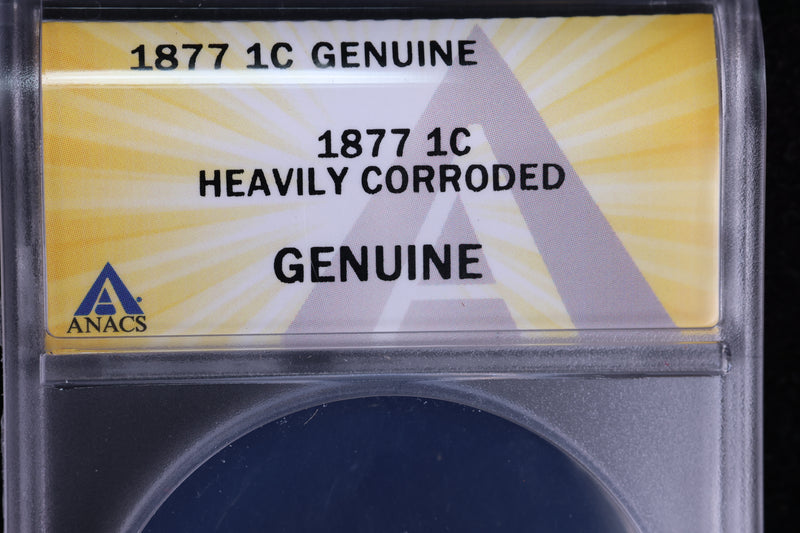 1877 1C GENUINE
1877 1C
HEAVILY CORRODED
GENUINE
ANACS